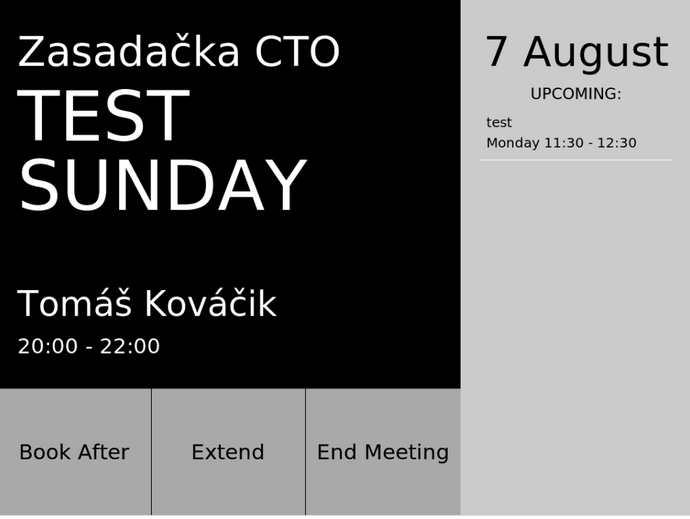 Zasadačka CTO
TEST
SUNDAY
Tomáš Kováčik
20:00 - 22:00
Book After
Extend
End Meeting
7 August
UPCOMING:
test
Monday 11:30 - 12:30